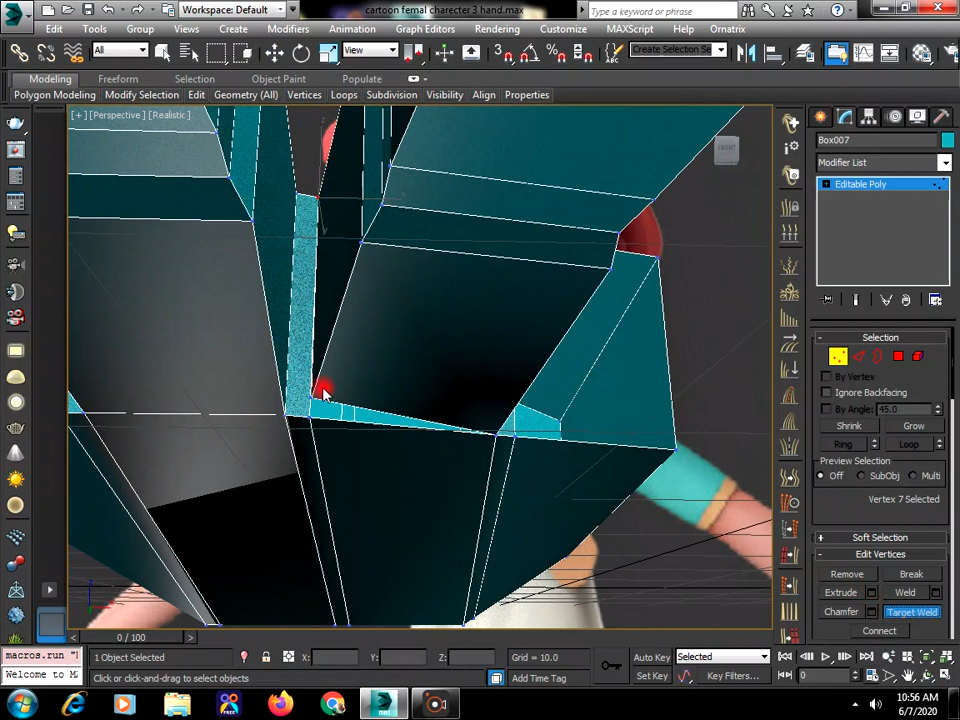 Workspace: Default
cartoon femal charecter 3 hand.max
Type a keyword or phrase
Edit Tools Group Views Create Modifiers Animation Graph Editors Rendering Customize MAXScript Help Ornatrix
All
View
Create Selection Se
Modeling Freeform Selection Object Paint Populate
Polygon Modeling Modify Selection Edit Geometry (All) Vertices Loops Subdivision Visibility Align Properties
[+] [Perspective] [Realistic]
FRONT
Box007
Modifier List
Editable Poly
Selection
By Vertex
Ignore Backfacing
By Angle: 45.0
Shrink Grow
Ring Loop
Preview Selection
Off SubObj Multi
Vertex 7 Selected
Soft Selection
Edit Vertices
Remove Break
Extrude Weld
Chamfer Target Weld
Connect
0 / 100
macros.run "
1 Object Selected
X: Y: Z: Grid = 10.0
Auto Key Selected
Welcome to M
Click or click-and-drag to select objects
Add Time Tag
Set Key Key Filters...
0
FREE
MAX
10:56 AM
6/7/2020